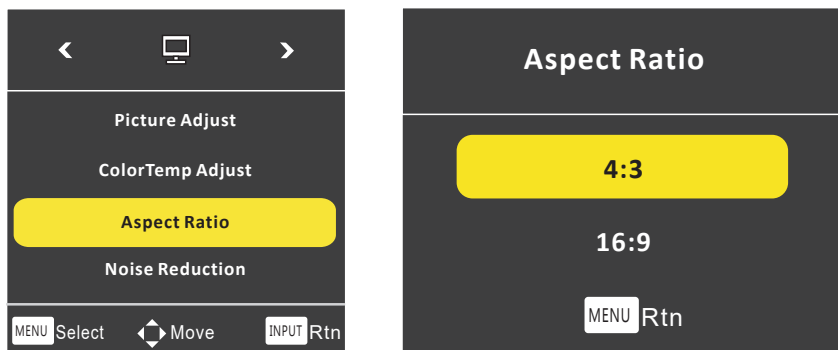 Picture Adjust
ColorTemp Adjust
Aspect Ratio
Noise Reduction
MENU Select Move INPUT Rtn
Aspect Ratio
4:3
16:9
MENU Rtn